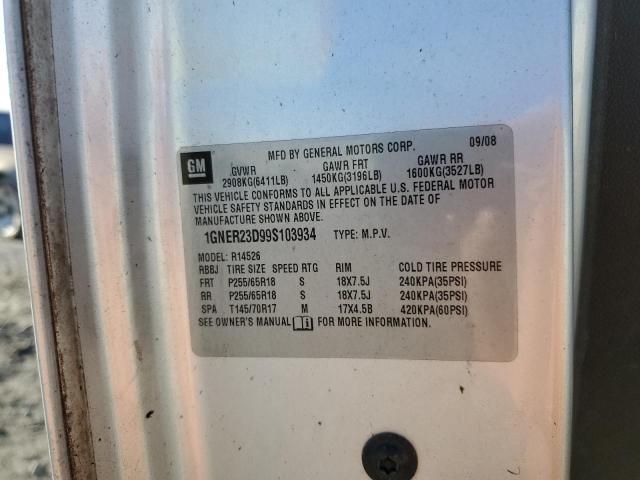 MFD BY GENERAL MOTORS CORP. 09/08
GM
GVWR GAWR FRT GAWR RR
2908KG(6411LB) 1450KG(3196LB) 1600KG(3527LB)
THIS VEHICLE CONFORMS TO ALL APPLICABLE U.S. FEDERAL MOTOR
VEHICLE SAFETY STANDARDS IN EFFECT ON THE DATE OF
MANUFACTURE SHOWN ABOVE.
1GNER23D99S103934 TYPE: M.P.V.
MODEL: R14526
RBBJ TIRE SIZE SPEED RTG RIM COLD TIRE PRESSURE
FRT P255/65R18 S 18X7.5J 240KPA(35PSI)
RR P255/65R18 S 18X7.5J 240KPA(35PSI)
SPA T145/70R17 M 17X4.5B 420KPA(60PSI)
SEE OWNER'S MANUAL FOR MORE INFORMATION.